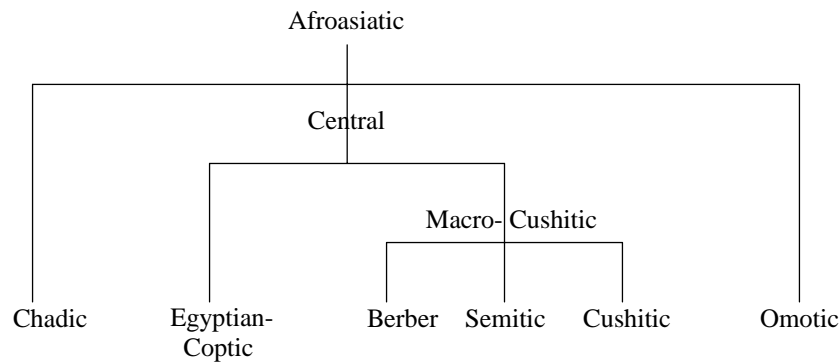 Afroasiatic
Central
Macro- Cushitic
Chadic Egyptian- Berber Semitic Cushitic Omotic
Coptic